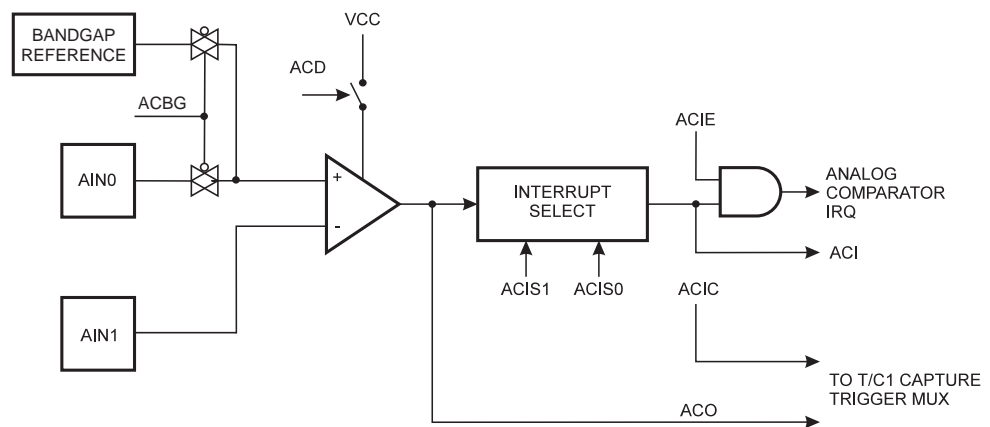 BANDGAP
REFERENCE
VCC
ACD
ACBG
ACIE
AIN0
+
-
INTERRUPT
SELECT
ANALOG
COMPARATOR
IRQ
ACI
ACIS1
ACIS0
ACIC
AIN1
TO T/C1 CAPTURE
TRIGGER MUX
ACO